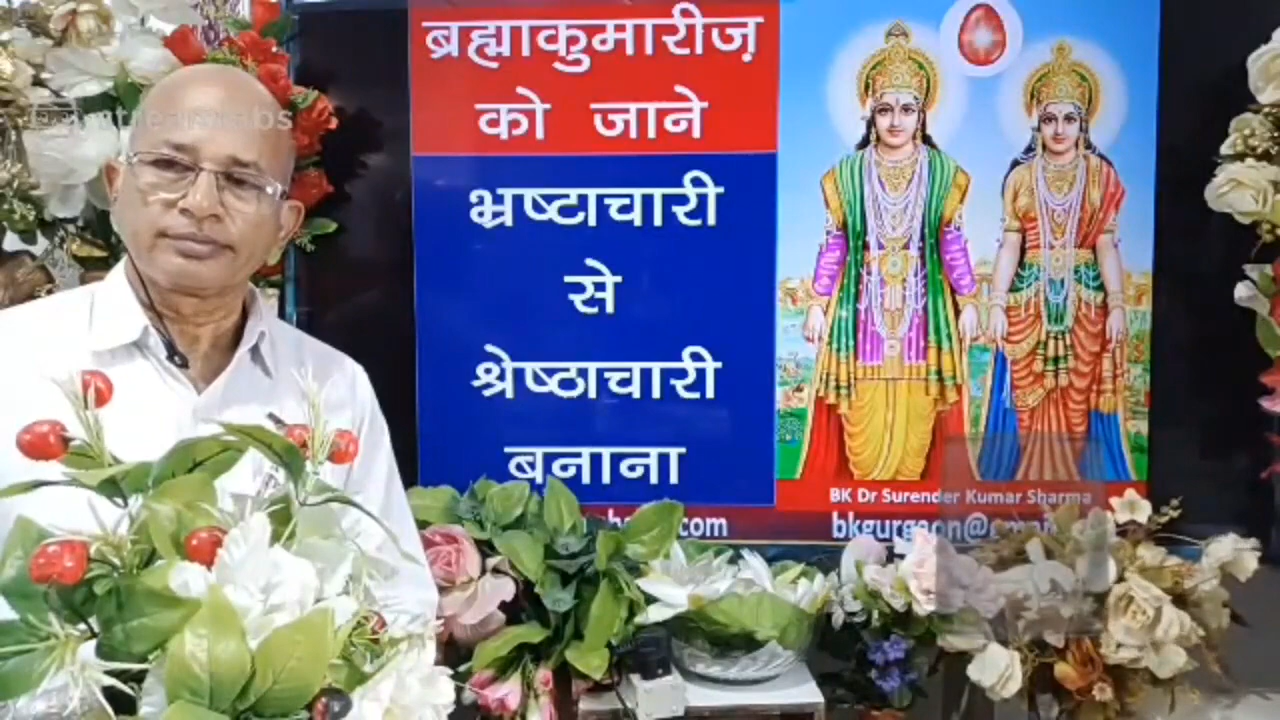 ब्रह्माकुमारीज़
को जाने
भ्रष्टाचारी
से
श्रेष्ठाचारी
बनाना
BK Dr Surender Kumar Sharma